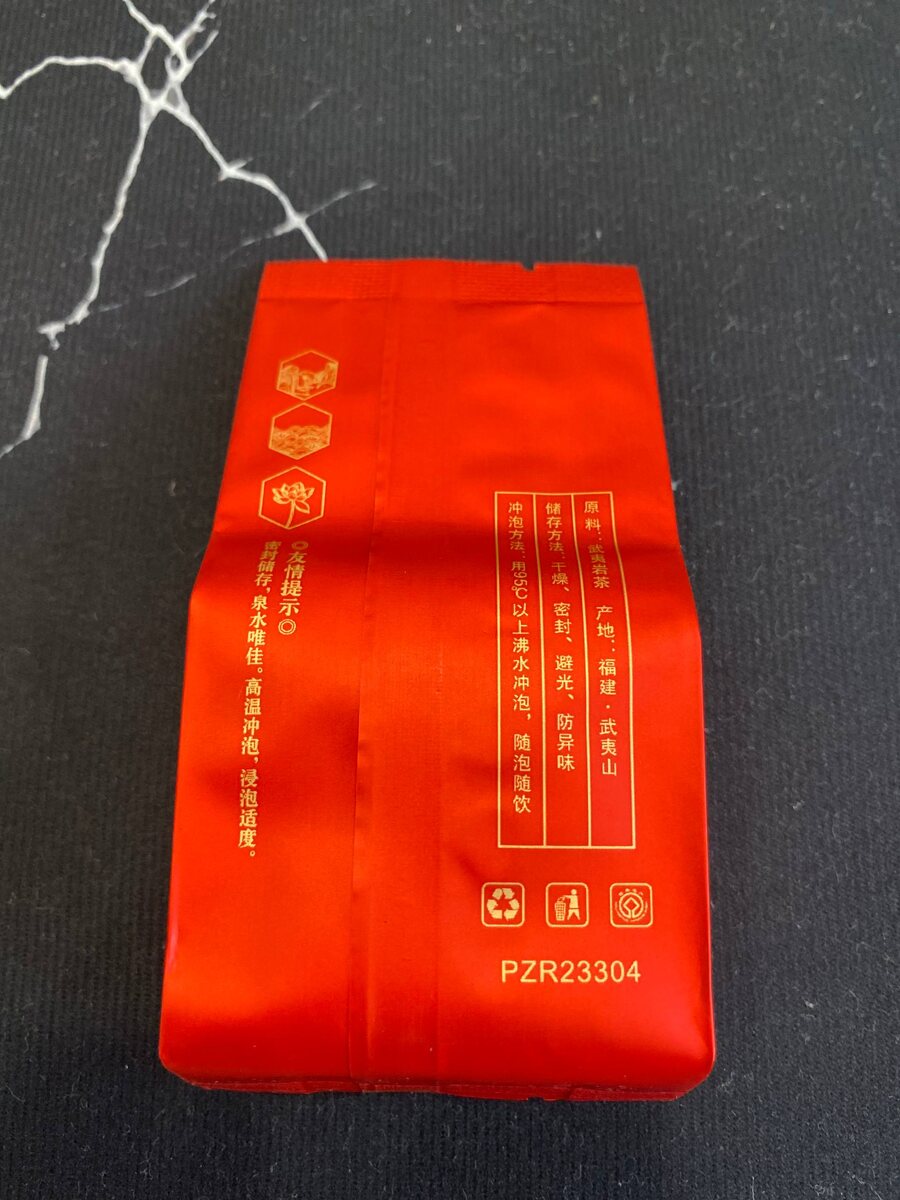 原料：武夷岩茶 产地：福建·武夷山
储存方法：干燥、密封、避光、防异味
冲泡方法：用95℃以上沸水冲泡，随泡随饮
◎友情提示◎
密封储存，泉水唯佳。高温冲泡，浸泡适度。
PZR23304